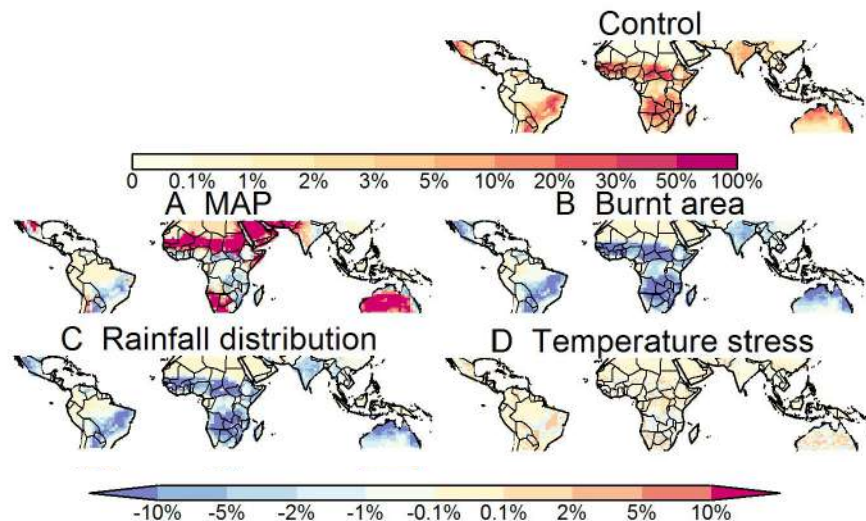 Control
0 0.1% 1% 2% 3% 5% 10% 20% 30% 50% 100%
A MAP
B Burnt area
C Rainfall distribution
D Temperature stress
-10% -5% -2% -1% -0.1% 0.1% 2% 5% 10%